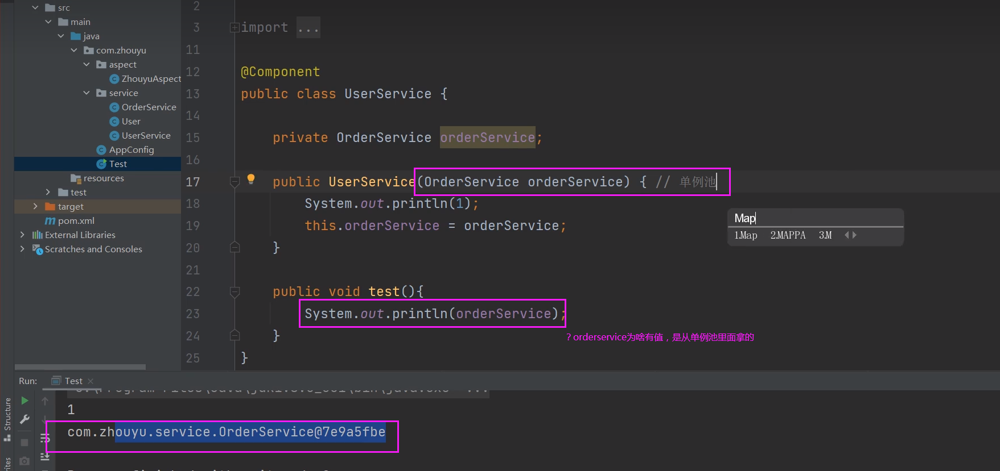 src
main
java
com.zhouyu
aspect
ZhouyuAspect
service
OrderService
User
UserService
AppConfig
Test
resources
test
target
pom.xml
External Libraries
Scratches and Consoles
2
3 import ...
11
12 @Component
13 public class UserService {
14
15 private OrderService orderService;
16
17 public UserService(OrderService orderService) { // 单例池
18 System.out.println(1);
19 this.orderService = orderService;
20 }
21
22 public void test(){
23 System.out.println(orderService);
24 }
25 }
Map
1.Map 2.MAPPA 3.M
？orderservice为啥有值，是从单例池里面拿的
Run: Test
1
com.zhouyu.service.OrderService@7e9a5fbe
Structure